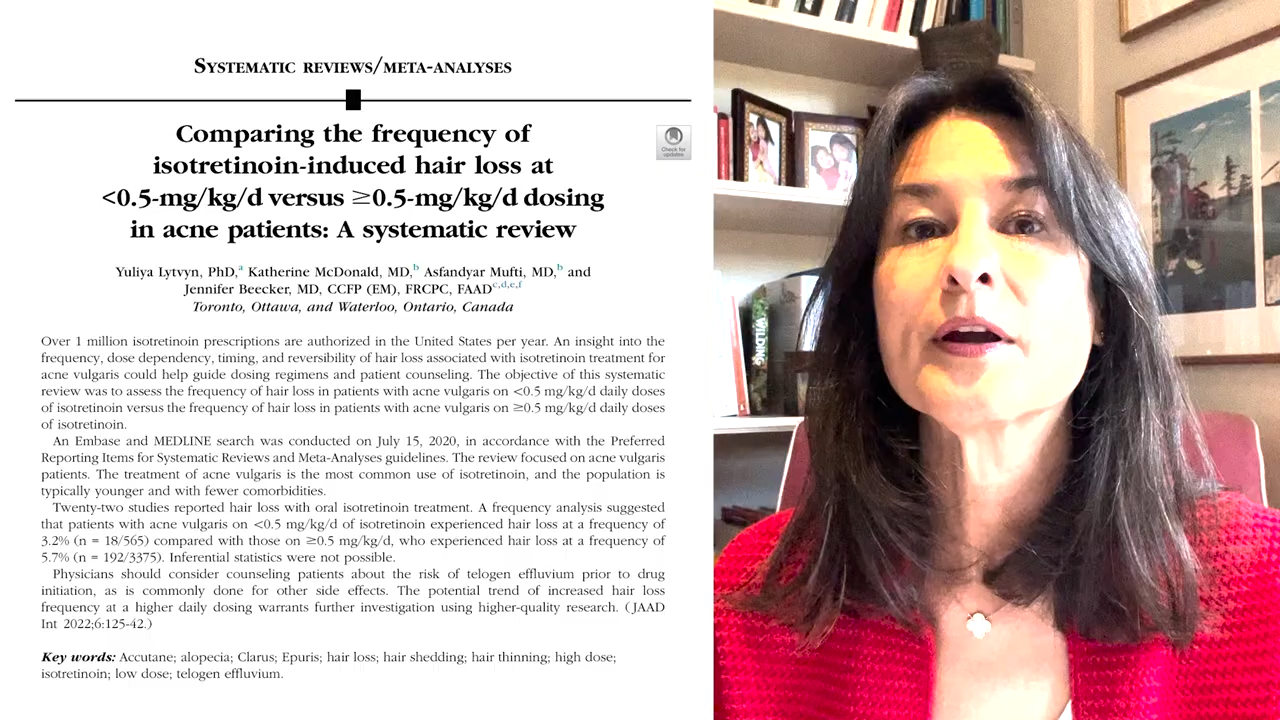 SYSTEMATIC REVIEWS/META-ANALYSES
Comparing the frequency of
isotretinoin-induced hair loss at
<0.5-mg/kg/d versus ≥0.5-mg/kg/d dosing
in acne patients: A systematic review
Check for
updates
Yuliya Lytvyn, PhD,a Katherine McDonald, MD,b Asfandyar Mufti, MD,b and
Jennifer Beecker, MD, CCFP (EM), FRCPC, FAADc,d,e,f
Toronto, Ottawa, and Waterloo, Ontario, Canada
Over 1 million isotretinoin prescriptions are authorized in the United States per year. An insight into the
frequency, dose dependency, timing, and reversibility of hair loss associated with isotretinoin treatment for
acne vulgaris could help guide dosing regimens and patient counseling. The objective of this systematic
review was to assess the frequency of hair loss in patients with acne vulgaris on <0.5 mg/kg/d daily doses
of isotretinoin versus the frequency of hair loss in patients with acne vulgaris on ≥0.5 mg/kg/d daily doses
of isotretinoin.
An Embase and MEDLINE search was conducted on July 15, 2020, in accordance with the Preferred
Reporting Items for Systematic Reviews and Meta-Analyses guidelines. The review focused on acne vulgaris
patients. The treatment of acne vulgaris is the most common use of isotretinoin, and the population is
typically younger and with fewer comorbidities.
Twenty-two studies reported hair loss with oral isotretinoin treatment. A frequency analysis suggested
that patients with acne vulgaris on <0.5 mg/kg/d of isotretinoin experienced hair loss at a frequency of
3.2% (n = 18/565) compared with those on ≥0.5 mg/kg/d, who experienced hair loss at a frequency of
5.7% (n = 192/3375). Inferential statistics were not possible.
Physicians should consider counseling patients about the risk of telogen effluvium prior to drug
initiation, as is commonly done for other side effects. The potential trend of increased hair loss
frequency at a higher daily dosing warrants further investigation using higher-quality research. (JAAD
Int 2022;6:125-42.)
Key words: Accutane; alopecia; Clarus; Epuris; hair loss; hair shedding; hair thinning; high dose;
isotretinoin; low dose; telogen effluvium.